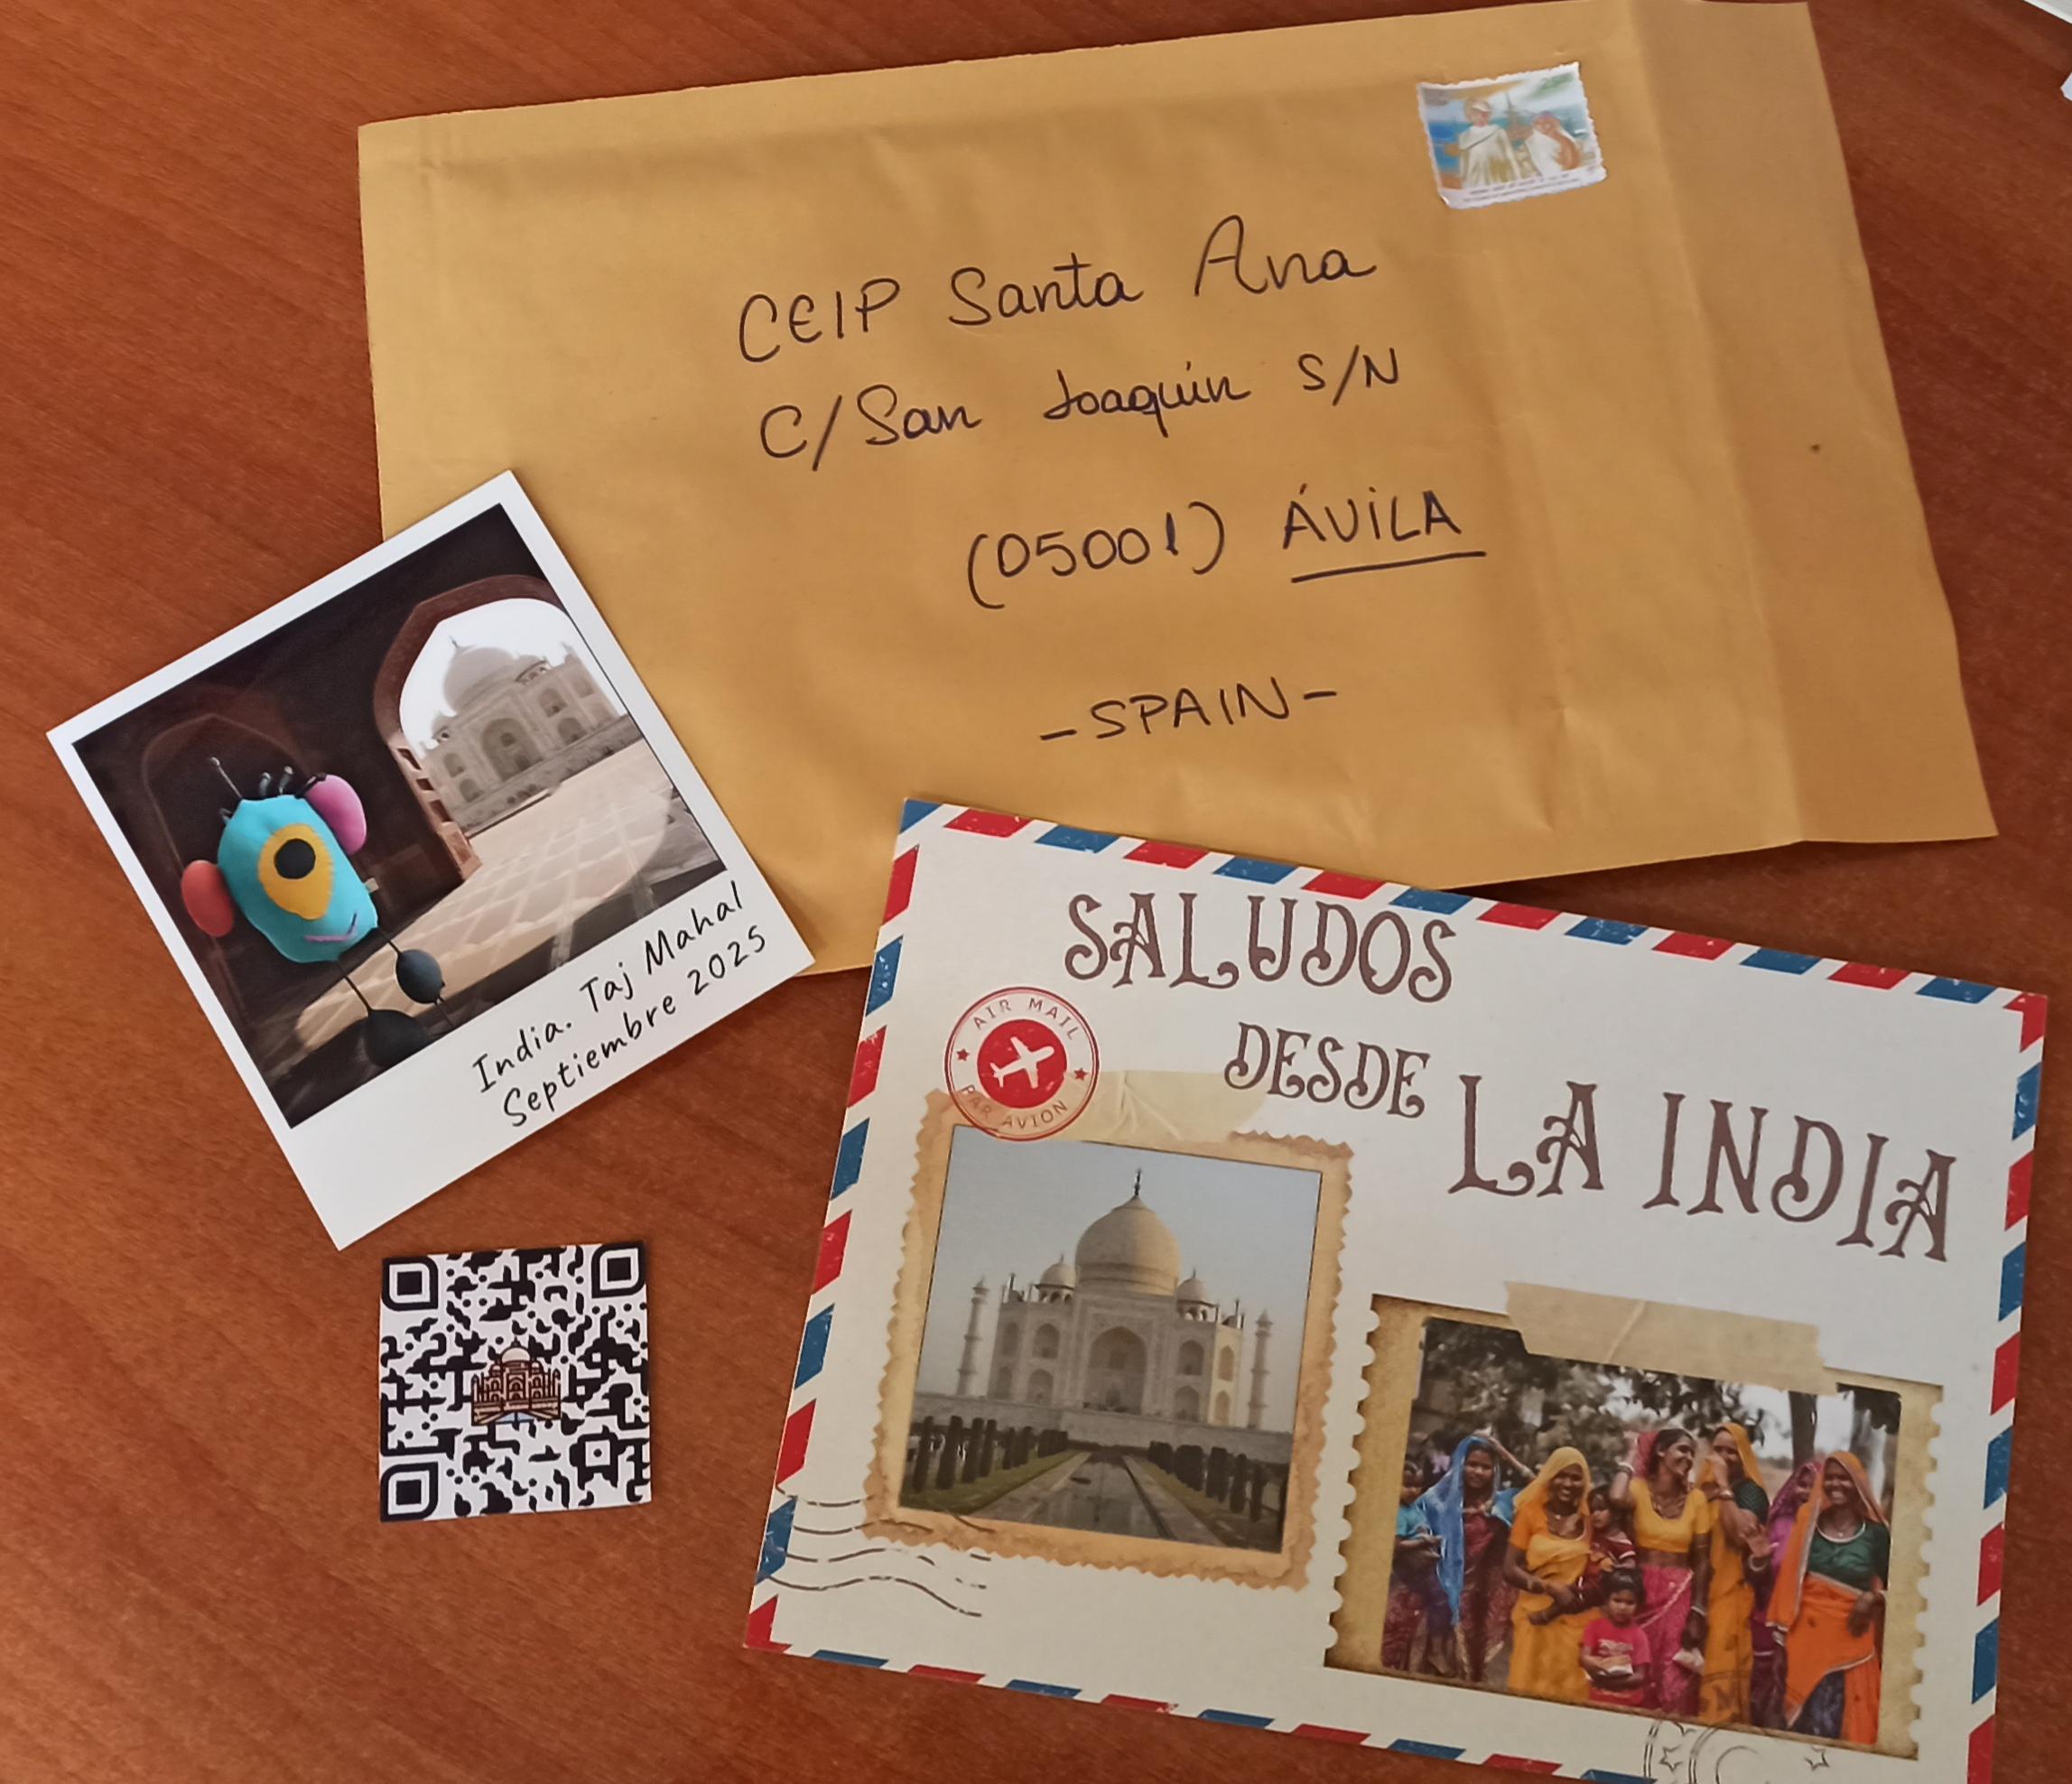 CEIP Santa Ana
C/San Joaquín S/N
(05001) ÁVILA
-SPAIN-
India. Taj Mahal
Septiembre 2025
SALUDOS
DESDE LA INDIA
AIR MAIL
PAR AVION